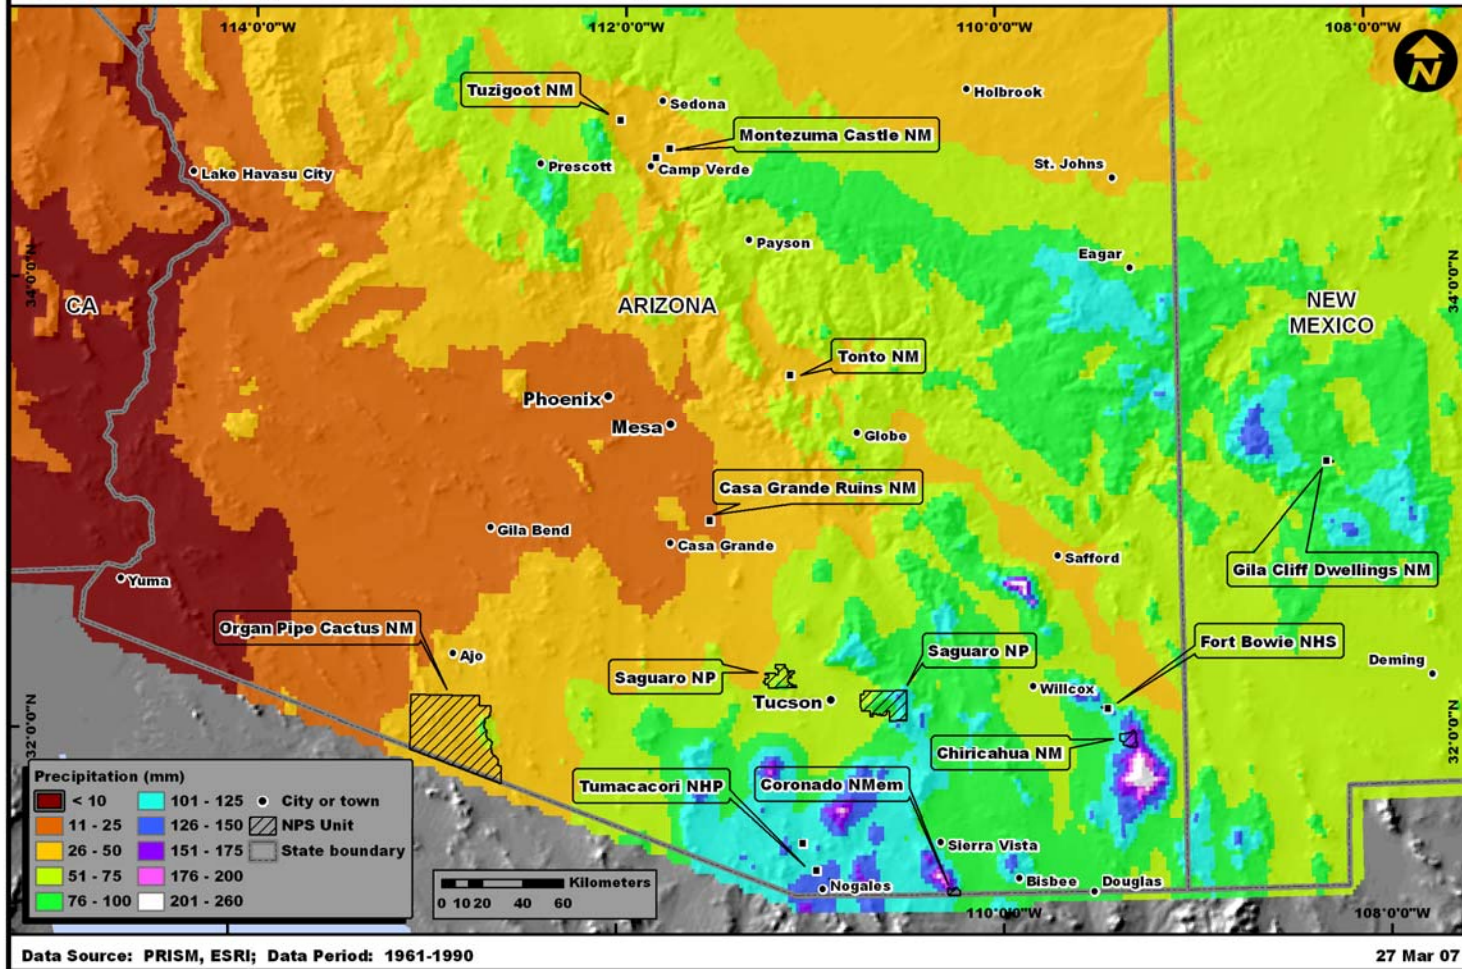 114°0'0"W
112°0'0"W
110°0'0"W
108°0'0"W
N
Tuzigoot NM
Sedona
Holbrook
Montezuma Castle NM
Prescott
Camp Verde
St. Johns
Lake Havasu City
Payson
Eagar
34°0'0"N
34°0'0"N
CA
ARIZONA
NEW
MEXICO
Tonto NM
Phoenix
Mesa
Globe
Casa Grande Ruins NM
Gila Bend
Casa Grande
Safford
Gila Cliff Dwellings NM
Yuma
Organ Pipe Cactus NM
Ajo
Saguaro NP
Saguaro NP
Fort Bowie NHS
Deming
Willcox
Tucson
32°0'0"N
32°0'0"N
Chiricahua NM
Tumacacori NHP
Coronado NMem
Sierra Vista
Nogales
Bisbee
Douglas
Precipitation (mm)
< 10
101 - 125
City or town
11 - 25
126 - 150
NPS Unit
26 - 50
151 - 175
State boundary
51 - 75
176 - 200
76 - 100
201 - 260
Kilometers
0 10 20 40 60
110°0'0"W
108°0'0"W
Data Source: PRISM, ESRI; Data Period: 1961-1990
27 Mar 07